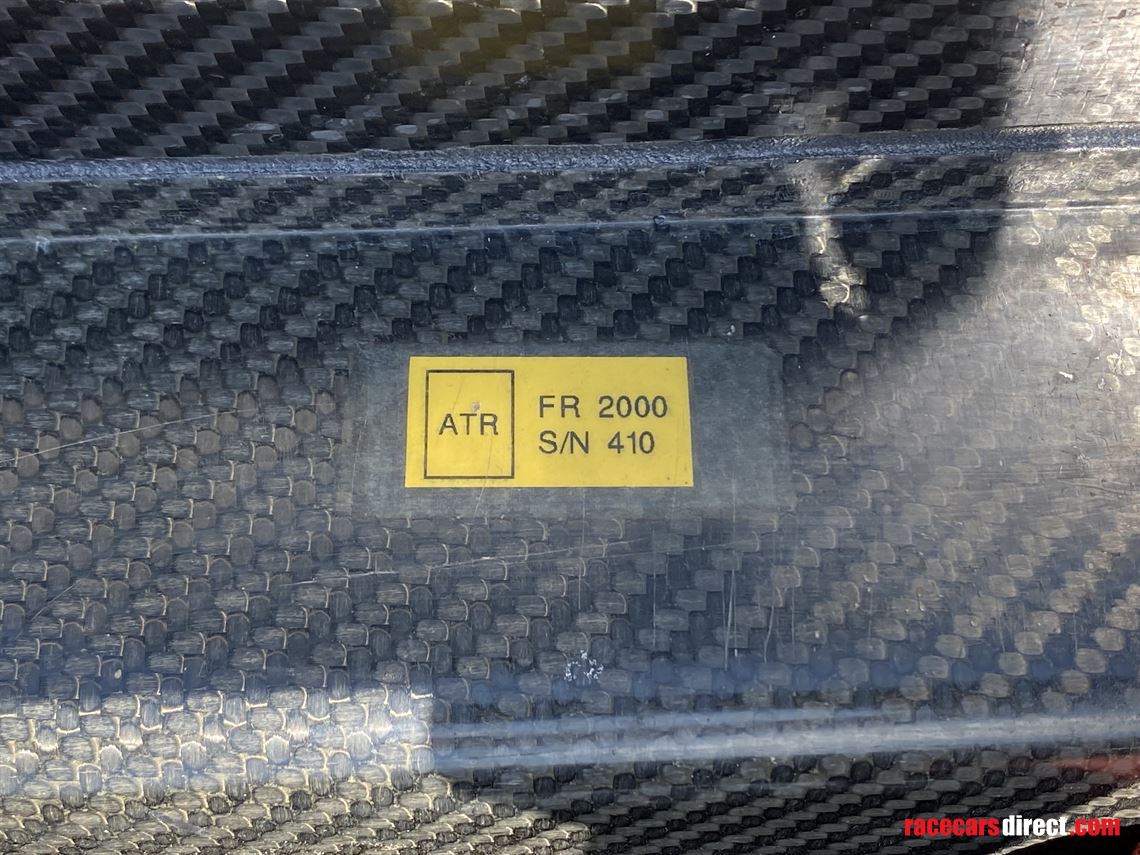 ATR
FR 2000
S/N 410
racecarsdirect.com